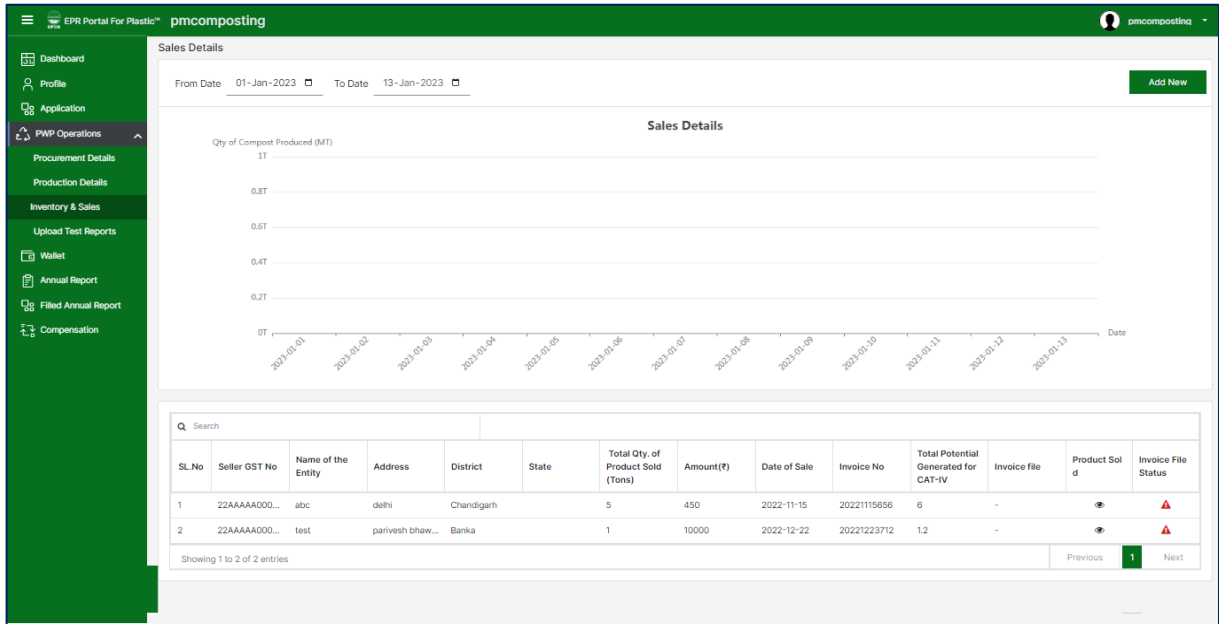 EPR Portal For Plastic™ pmcomposting pmcomposting
Dashboard
Profile
Application
PWP Operations
Procurement Details
Production Details
Inventory & Sales
Upload Test Reports
Wallet
Annual Report
Filled Annual Report
Compensation
Sales Details
From Date 01-Jan-2023 To Date 13-Jan-2023 Add New
Sales Details
Qty of Compost Produced (MT)
1T
0.8T
0.6T
0.4T
0.2T
0T Date
2023-01-01 2023-01-02 2023-01-03 2023-01-04 2023-01-05 2023-01-06 2023-01-07 2023-01-08 2023-01-09 2023-01-10 2023-01-11 2023-01-12 2023-01-13
Search
SL.No Seller GST No Name of the Entity Address District State Total Qty. of Product Sold (Tons) Amount(₹) Date of Sale Invoice No Total Potential Generated for CAT-IV Invoice file Product Sol d Invoice File Status
1 22AAAAA000... abc delhi Chandigarh 5 450 2022-11-15 20221115656 6 -
2 22AAAAA000... test parivesh bhaw... Banka 1 10000 2022-12-22 20221223712 1.2 -
Showing 1 to 2 of 2 entries Previous 1 Next